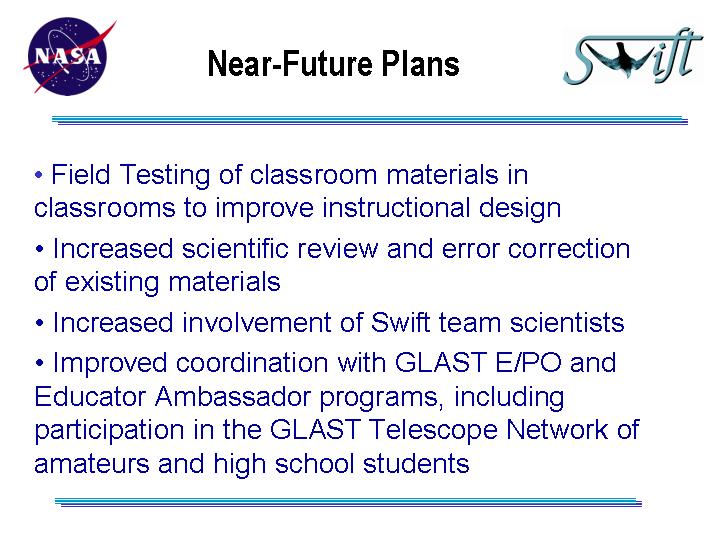 NASA
Near-Future Plans
Swift
• Field Testing of classroom materials in
classrooms to improve instructional design
• Increased scientific review and error correction
of existing materials
• Increased involvement of Swift team scientists
• Improved coordination with GLAST E/PO and
Educator Ambassador programs, including
participation in the GLAST Telescope Network of
amateurs and high school students